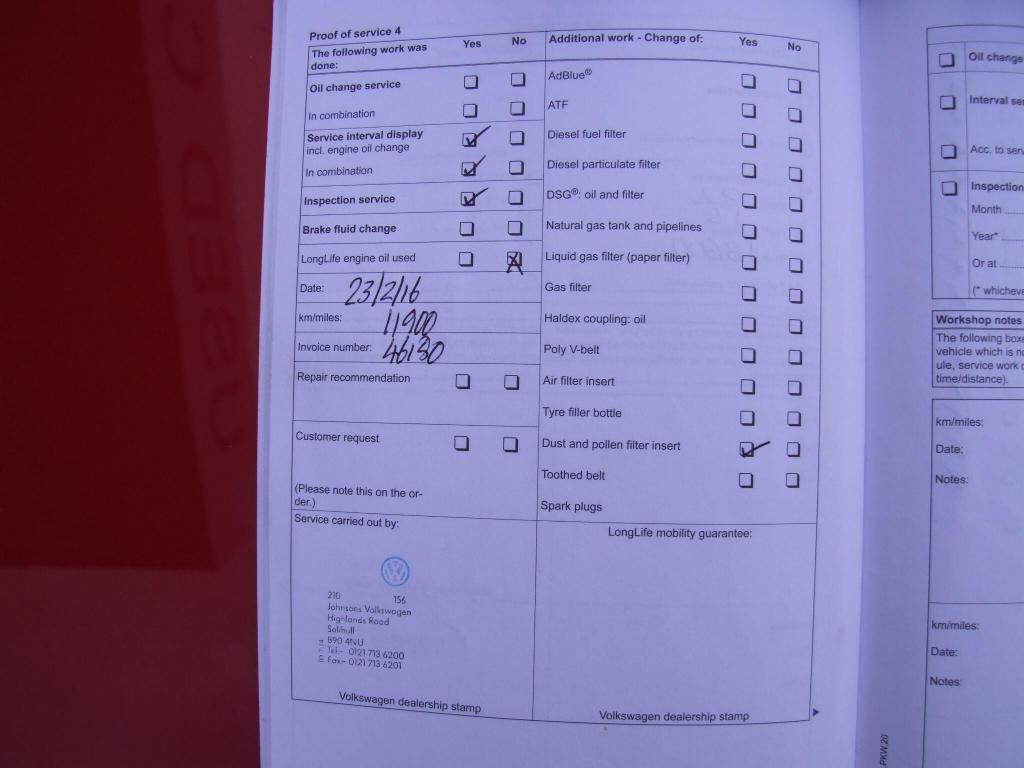 Proof of service 4
The following work was done: Yes No
Oil change service
In combination
Service interval display
incl. engine oil change
In combination
Inspection service
Brake fluid change
LongLife engine oil used
Date: 23/2/16
km/miles: 11900
Invoice number: 46180
Repair recommendation
Customer request
(Please note this on the or-
der.)
Service carried out by:
210 156
Johnsons Volkswagen
Highlands Road
Solihull
B90 4NU
Tel:- 0121 713 6200
Fax:- 0121 713 6201
Volkswagen dealership stamp
Additional work - Change of: Yes No
AdBlue®
ATF
Diesel fuel filter
Diesel particulate filter
DSG®: oil and filter
Natural gas tank and pipelines
Liquid gas filter (paper filter)
Gas filter
Haldex coupling: oil
Poly V-belt
Air filter insert
Tyre filler bottle
Dust and pollen filter insert
Toothed belt
Spark plugs
LongLife mobility guarantee:
Volkswagen dealership stamp
Oil change
Interval
Acc. to
Inspection
Month
Year*
Or at
Workshop notes
The following
vehicle which is
ule, service work
time/distance).
km/miles:
Date:
Notes:
km/miles:
Date:
Notes:
PKW.20
USED C